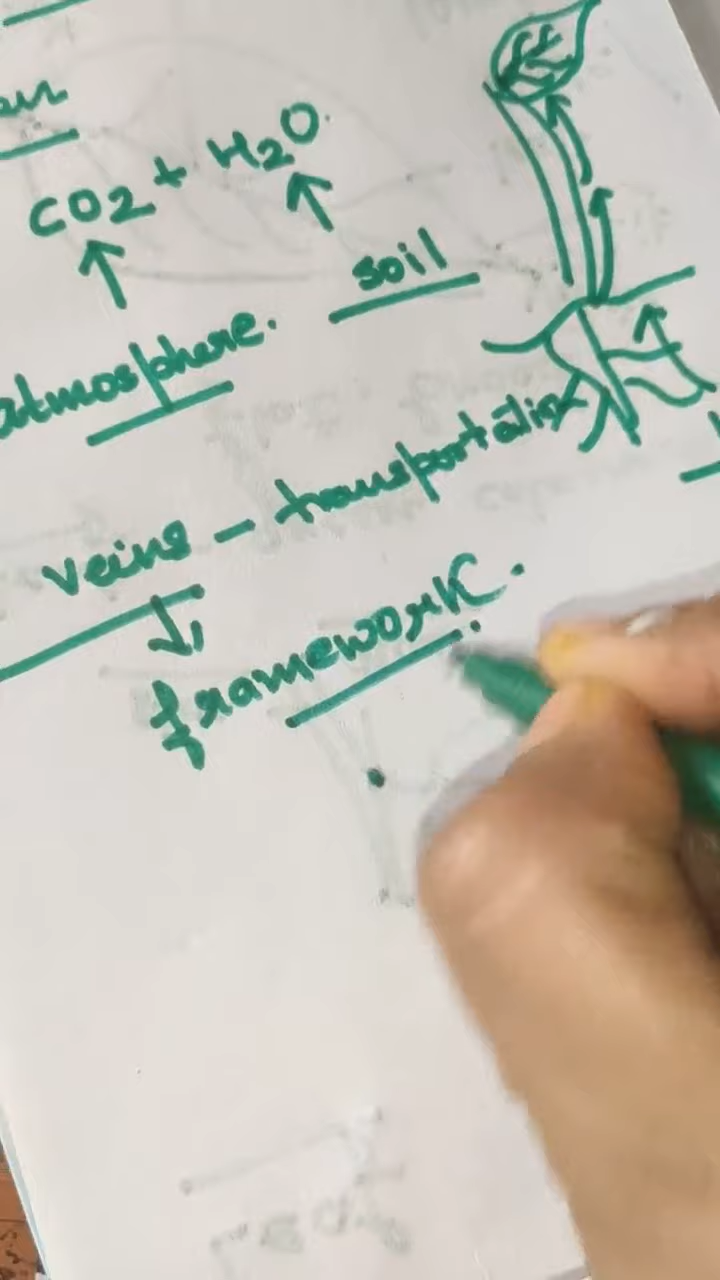 CO2 + H2O.
soil
atmosphere.
veins - transportation
framework.